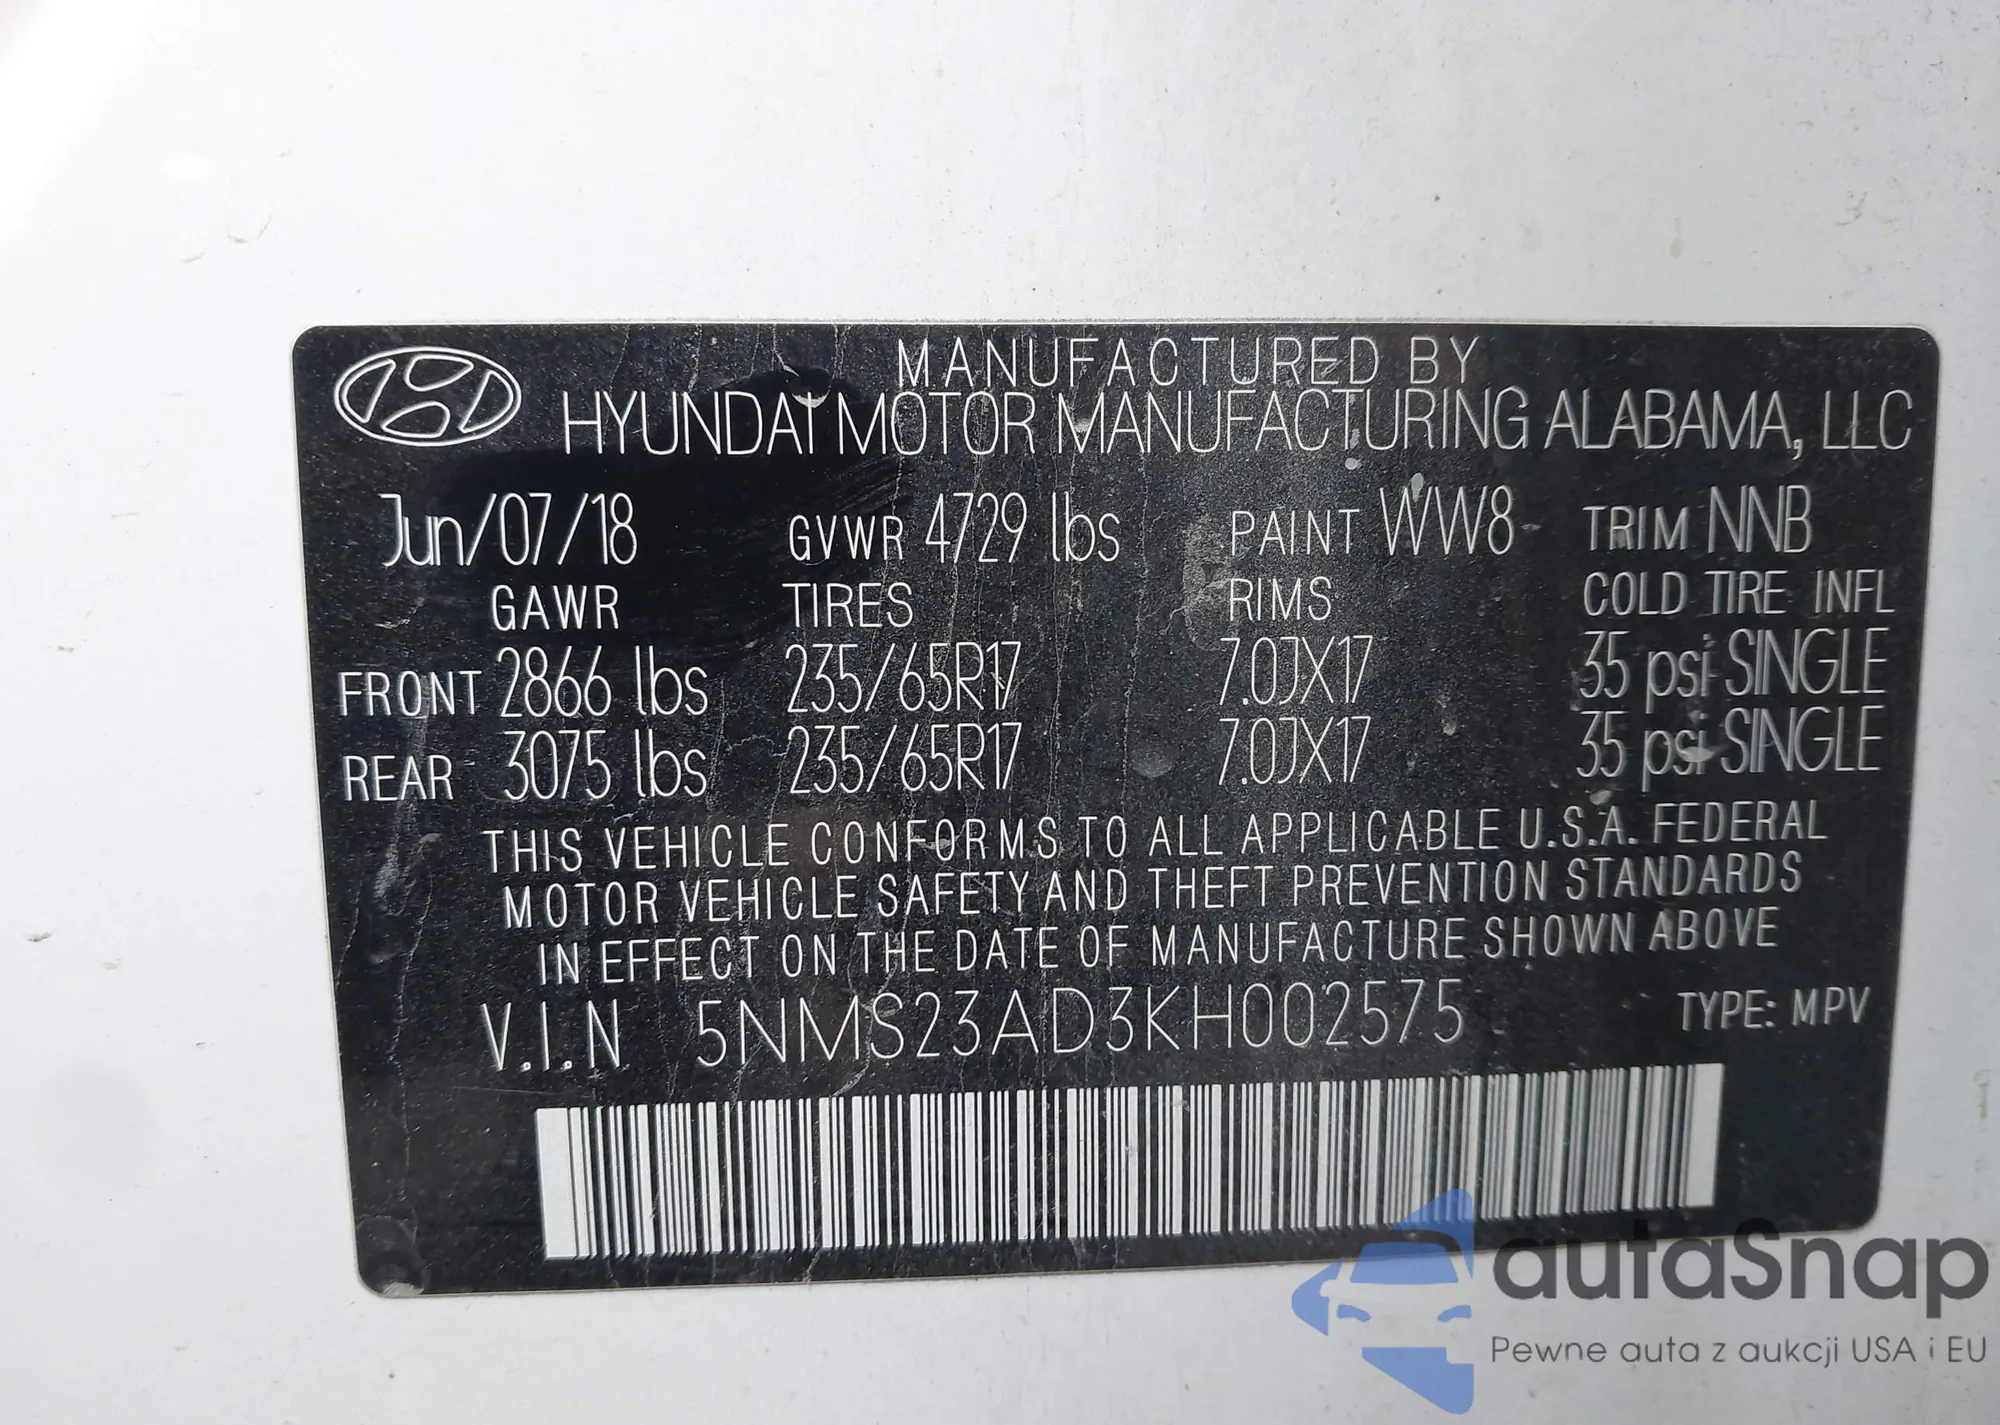 MANUFACTURED BY
HYUNDAI MOTOR MANUFACTURING ALABAMA, LLC
Jun/07/18 GVWR 4729 lbs PAINT WW8 TRIM NNB
GAWR TIRES RIMS COLD TIRE INFL
FRONT 2866 lbs 235/65R17 7.0JX17 35 psi SINGLE
REAR 3075 lbs 235/65R17 7.0JX17 35 psi SINGLE
THIS VEHICLE CONFORMS TO ALL APPLICABLE U.S.A. FEDERAL
MOTOR VEHICLE SAFETY AND THEFT PREVENTION STANDARDS
IN EFFECT ON THE DATE OF MANUFACTURE SHOWN ABOVE
V.I.N 5NMS23AD3KH002575 TYPE: MPV
autaSnap
Pewne auta z aukcji USA i EU